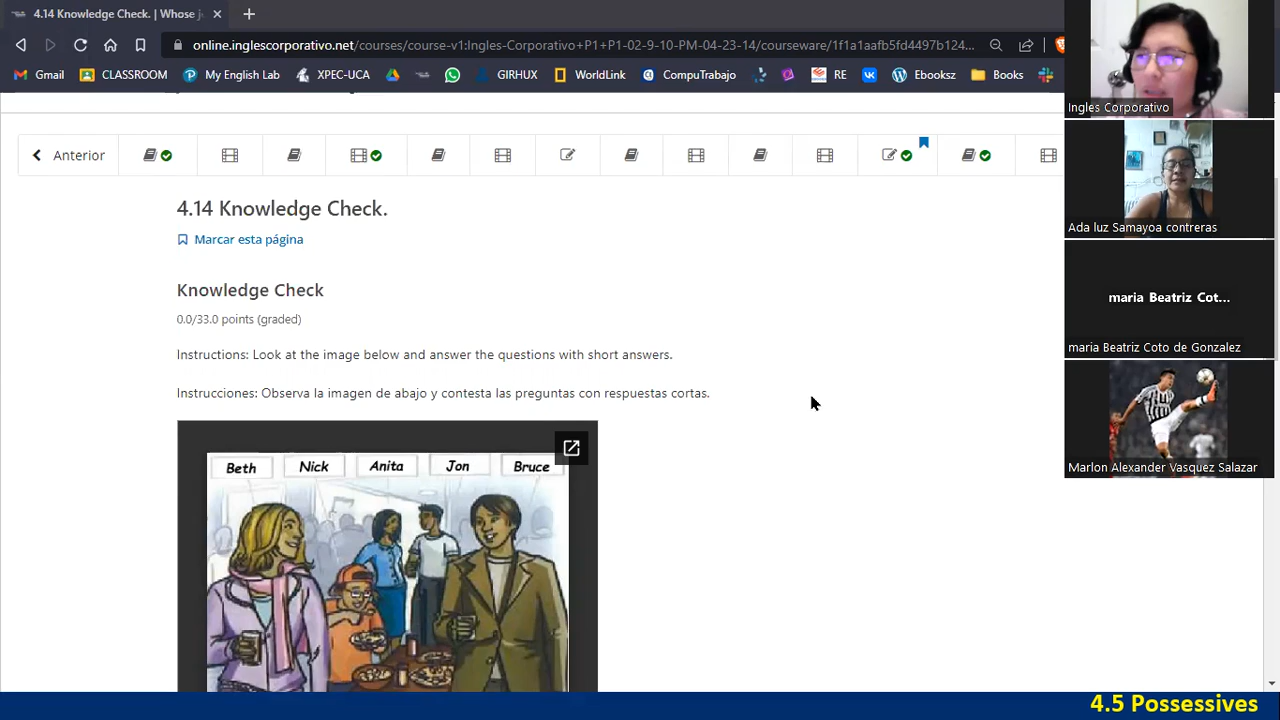 4.14 Knowledge Check. | Whose j
online.inglescorporativo.net/courses/course-v1:Ingles-Corporativo+P1+P1-02-9-10-PM-04-23-14/courseware/1f1a1aafb5fd4497b124...
Gmail CLASSROOM My English Lab XPEC-UCA GIRHUX WorldLink CompuTrabajo RE Ebooksz Books
Anterior
4.14 Knowledge Check.
Marcar esta página
Knowledge Check
0.0/33.0 points (graded)
Instructions: Look at the image below and answer the questions with short answers.
Instrucciones: Observa la imagen de abajo y contesta las preguntas con respuestas cortas.
Beth Nick Anita Jon Bruce
Ingles Corporativo
Ada luz Samayoa contreras
maria Beatriz Cot...
maria Beatriz Coto de Gonzalez
Marlon Alexander Vasquez Salazar
4.5 Possessives